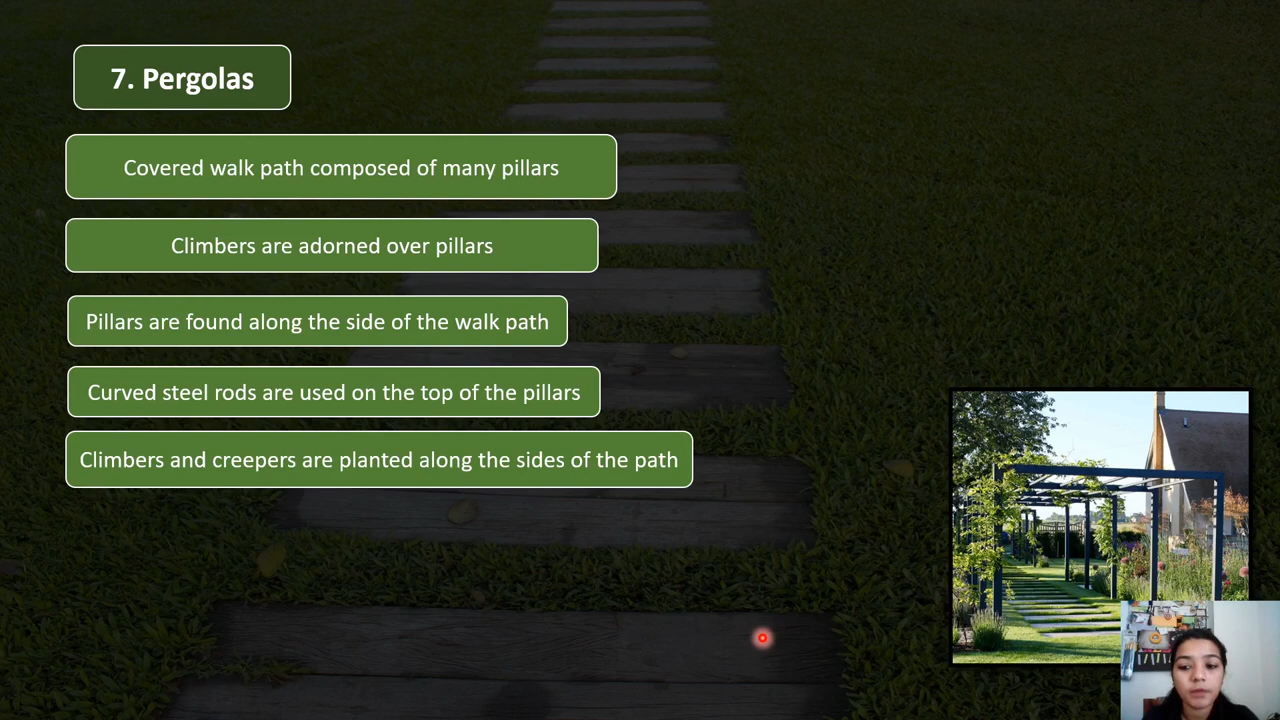 7. Pergolas
Covered walk path composed of many pillars
Climbers are adorned over pillars
Pillars are found along the side of the walk path
Curved steel rods are used on the top of the pillars
Climbers and creepers are planted along the sides of the path